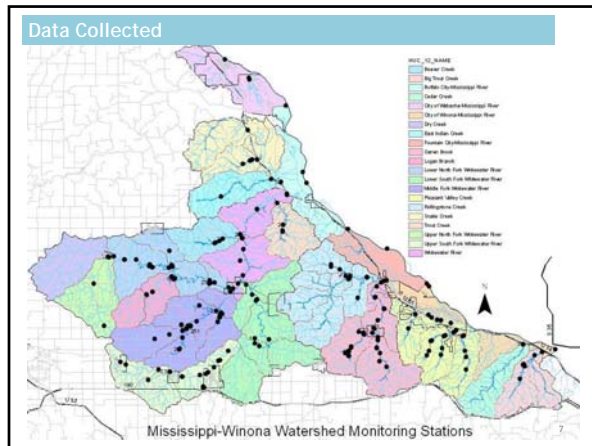 Data Collected
HUC_12_NAME
Beaver Creek
Big Trout Creek
Buffalo City-Mississippi River
Cedar Creek
City of Wabasha-Mississippi River
City of Winona-Mississippi River
Dry Creek
East Indian Creek
Fountain City-Mississippi River
Garvin Brook
Logan Branch
Lower North Fork Whitewater River
Lower South Fork Whitewater River
Middle Fork Whitewater River
Pleasant Valley Creek
Rollingstone Creek
Snake Creek
Trout Creek
Upper North Fork Whitewater River
Upper South Fork Whitewater River
Whitewater River
N
Mississippi-Winona Watershed Monitoring Stations
7